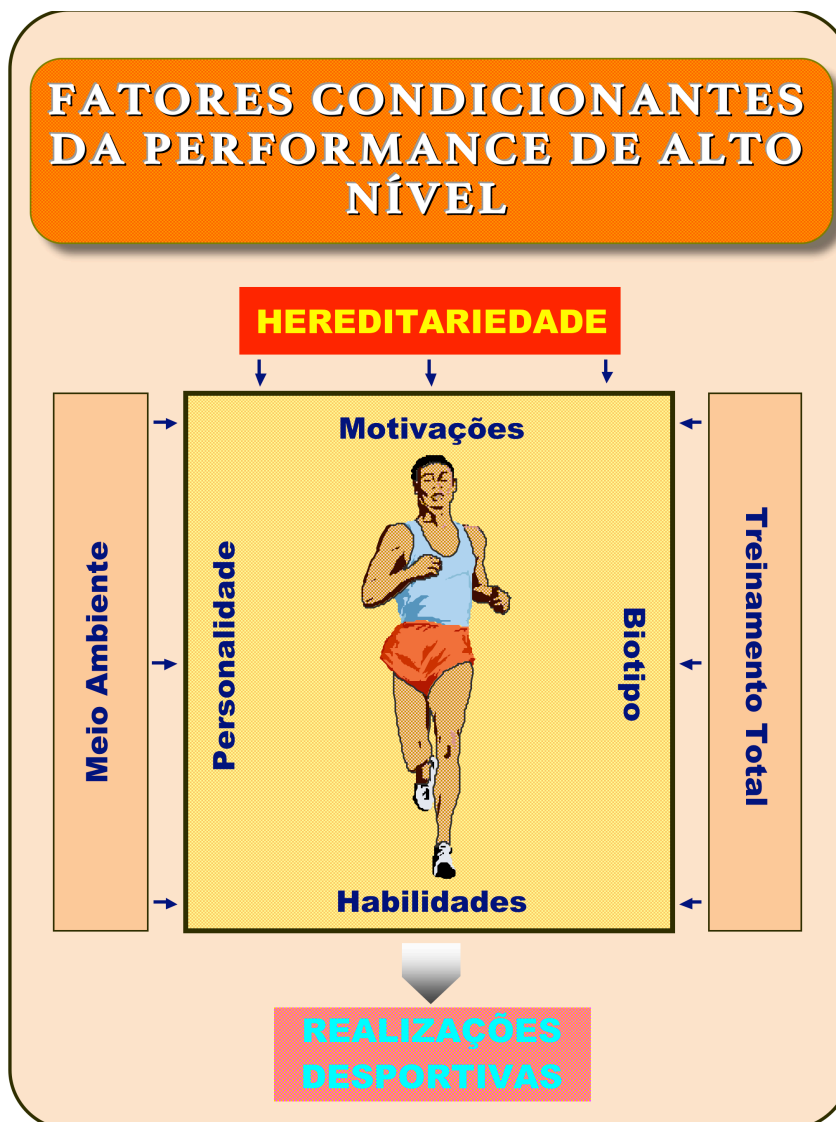 FATORES CONDICIONANTES
DA PERFORMANCE DE ALTO
NÍVEL
HEREDITARIEDADE
Motivações
Meio Ambiente
Personalidade
Biotipo
Treinamento Total
Habilidades
REALIZAÇÕES
DESPORTIVAS